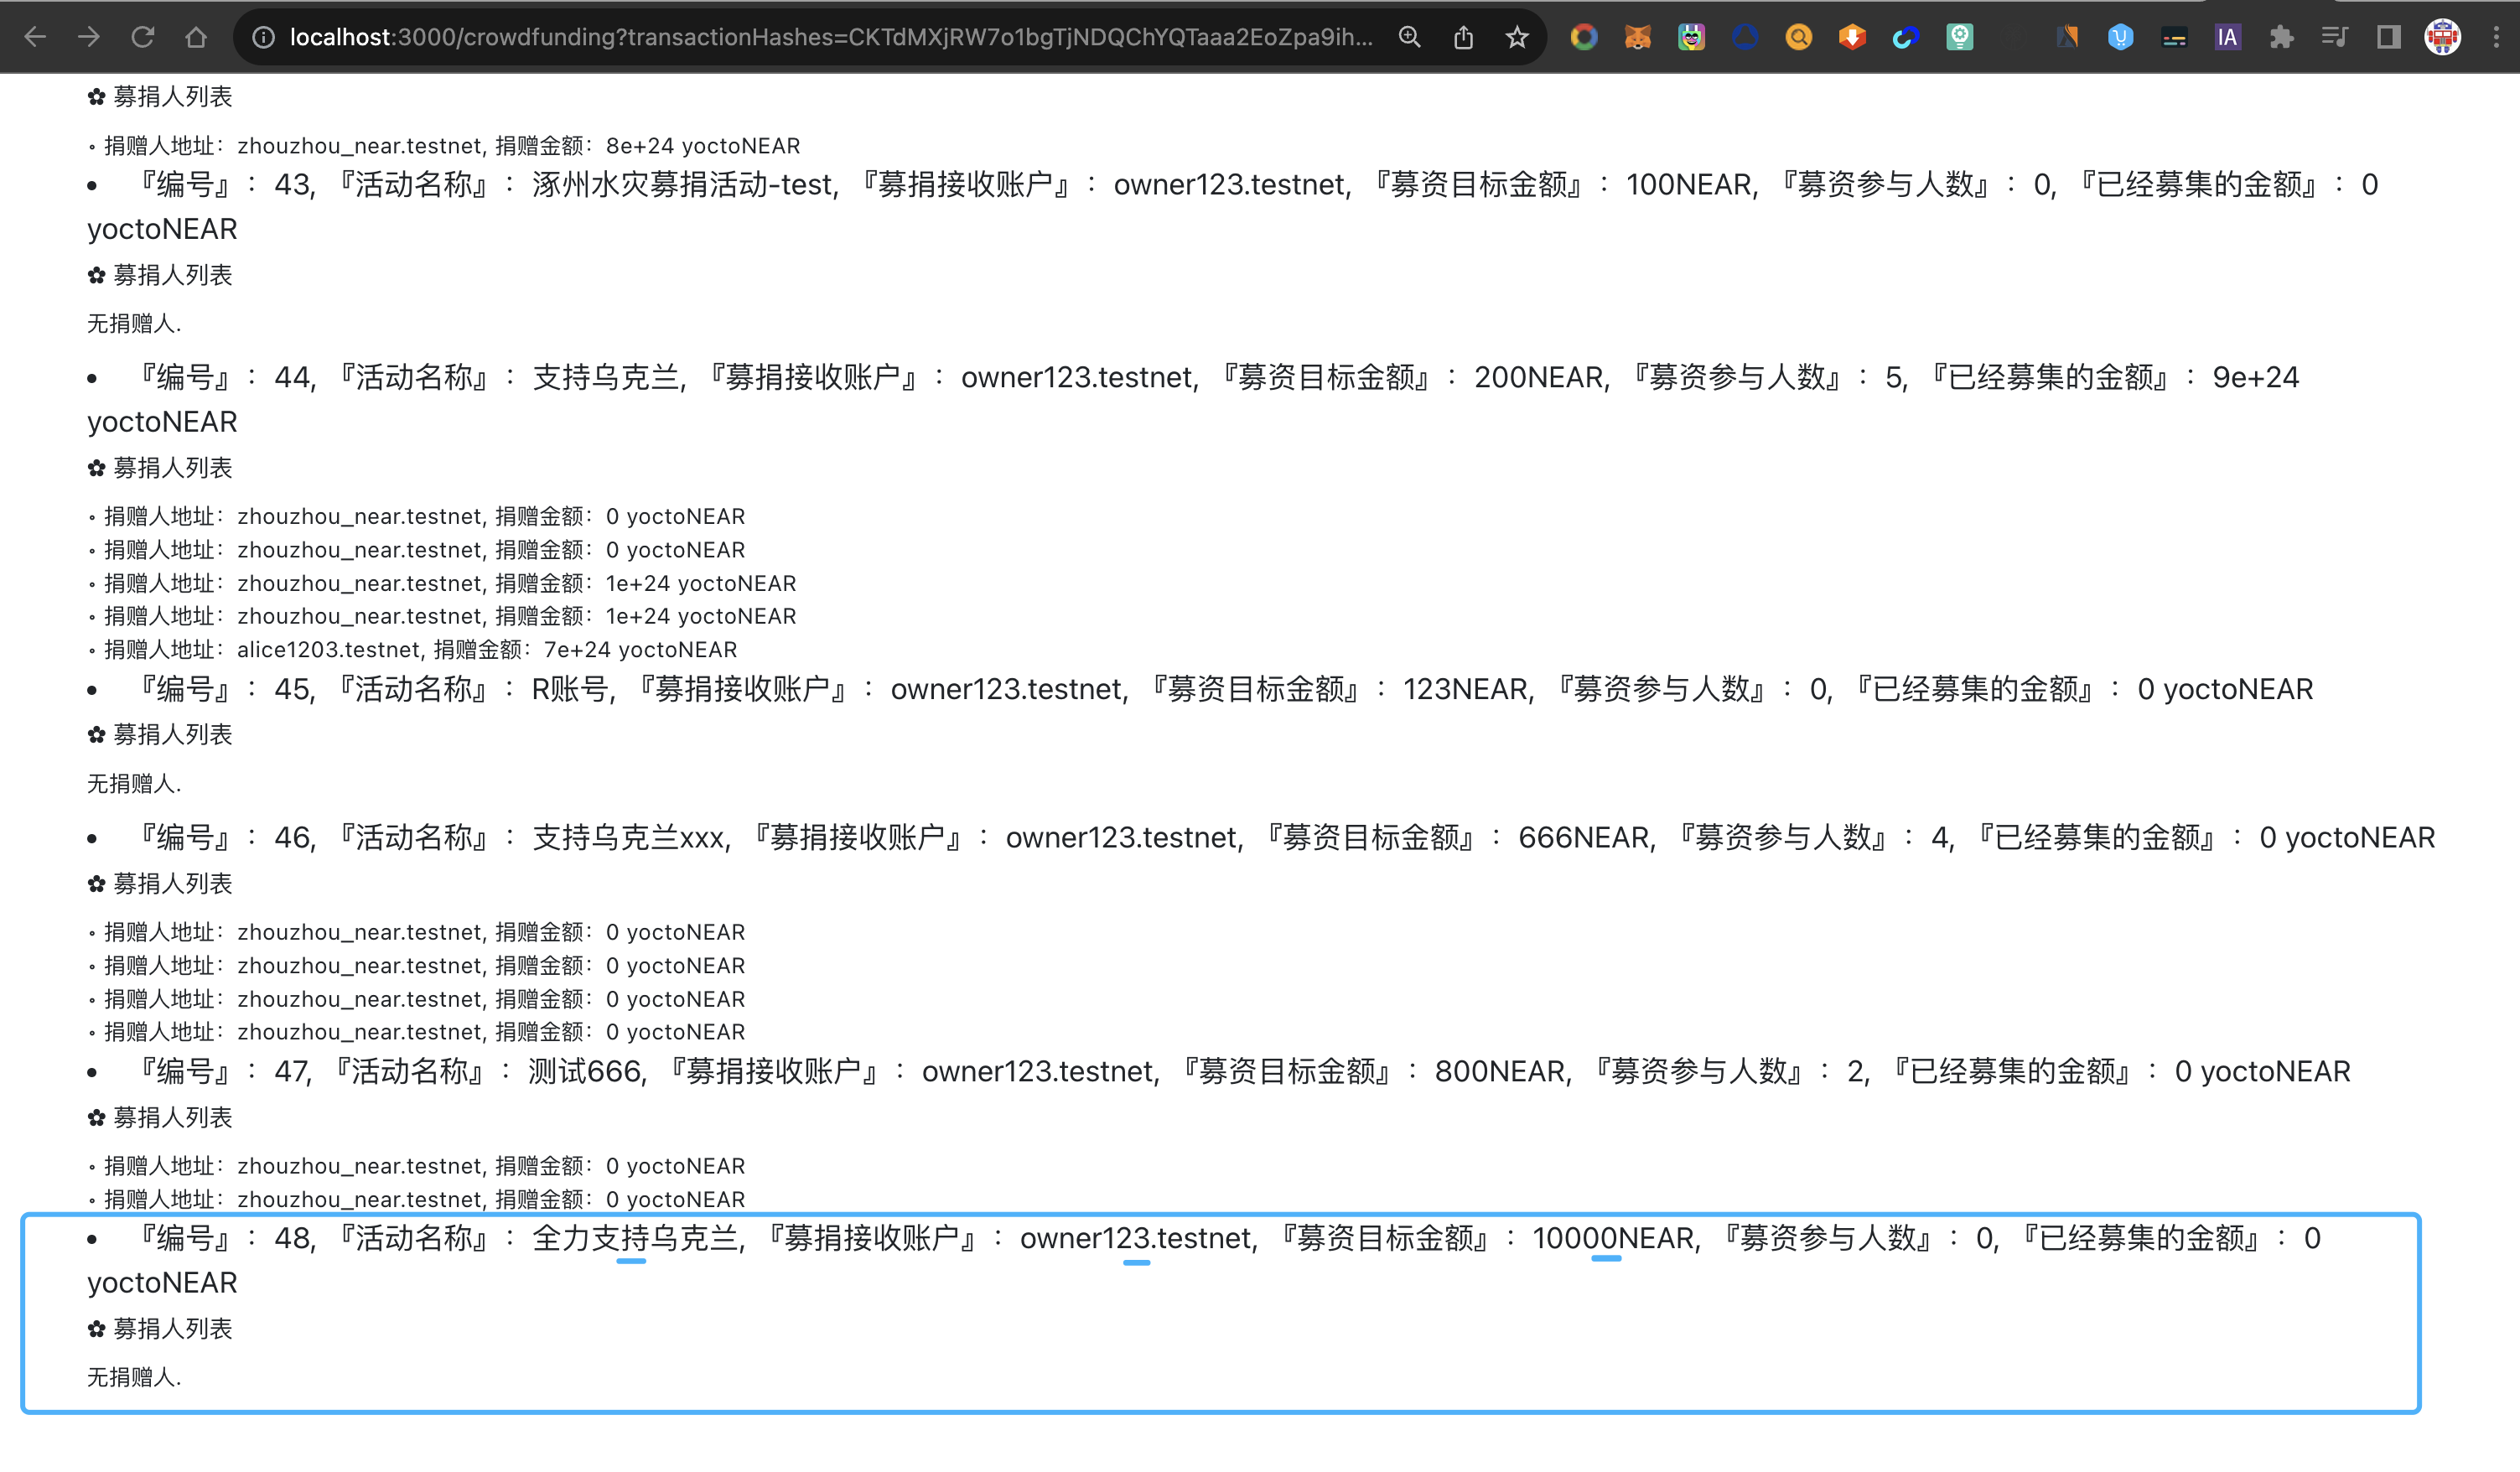 localhost:3000/crowdfunding?transactionHashes=CKTdMXjRW7o1bgTjNDQChYQTaaa2EoZpa9ih...
IA
✿ 募捐人列表
◦ 捐赠人地址：zhouzhou_near.testnet, 捐赠金额：8e+24 yoctoNEAR
• 『编号』：43, 『活动名称』：涿州水灾募捐活动-test, 『募捐接收账户』：owner123.testnet, 『募资目标金额』：100NEAR, 『募资参与人数』：0, 『已经募集的金额』：0
yoctoNEAR
✿ 募捐人列表
无捐赠人.
• 『编号』：44, 『活动名称』：支持乌克兰, 『募捐接收账户』：owner123.testnet, 『募资目标金额』：200NEAR, 『募资参与人数』：5, 『已经募集的金额』：9e+24
yoctoNEAR
✿ 募捐人列表
◦ 捐赠人地址：zhouzhou_near.testnet, 捐赠金额：0 yoctoNEAR
◦ 捐赠人地址：zhouzhou_near.testnet, 捐赠金额：0 yoctoNEAR
◦ 捐赠人地址：zhouzhou_near.testnet, 捐赠金额：1e+24 yoctoNEAR
◦ 捐赠人地址：zhouzhou_near.testnet, 捐赠金额：1e+24 yoctoNEAR
◦ 捐赠人地址：alice1203.testnet, 捐赠金额：7e+24 yoctoNEAR
• 『编号』：45, 『活动名称』：R账号, 『募捐接收账户』：owner123.testnet, 『募资目标金额』：123NEAR, 『募资参与人数』：0, 『已经募集的金额』：0 yoctoNEAR
✿ 募捐人列表
无捐赠人.
• 『编号』：46, 『活动名称』：支持乌克兰xxx, 『募捐接收账户』：owner123.testnet, 『募资目标金额』：666NEAR, 『募资参与人数』：4, 『已经募集的金额』：0 yoctoNEAR
✿ 募捐人列表
◦ 捐赠人地址：zhouzhou_near.testnet, 捐赠金额：0 yoctoNEAR
◦ 捐赠人地址：zhouzhou_near.testnet, 捐赠金额：0 yoctoNEAR
◦ 捐赠人地址：zhouzhou_near.testnet, 捐赠金额：0 yoctoNEAR
◦ 捐赠人地址：zhouzhou_near.testnet, 捐赠金额：0 yoctoNEAR
• 『编号』：47, 『活动名称』：测试666, 『募捐接收账户』：owner123.testnet, 『募资目标金额』：800NEAR, 『募资参与人数』：2, 『已经募集的金额』：0 yoctoNEAR
✿ 募捐人列表
◦ 捐赠人地址：zhouzhou_near.testnet, 捐赠金额：0 yoctoNEAR
◦ 捐赠人地址：zhouzhou_near.testnet, 捐赠金额：0 yoctoNEAR
• 『编号』：48, 『活动名称』：全力支持乌克兰, 『募捐接收账户』：owner123.testnet, 『募资目标金额』：10000NEAR, 『募资参与人数』：0, 『已经募集的金额』：0
yoctoNEAR
✿ 募捐人列表
无捐赠人.